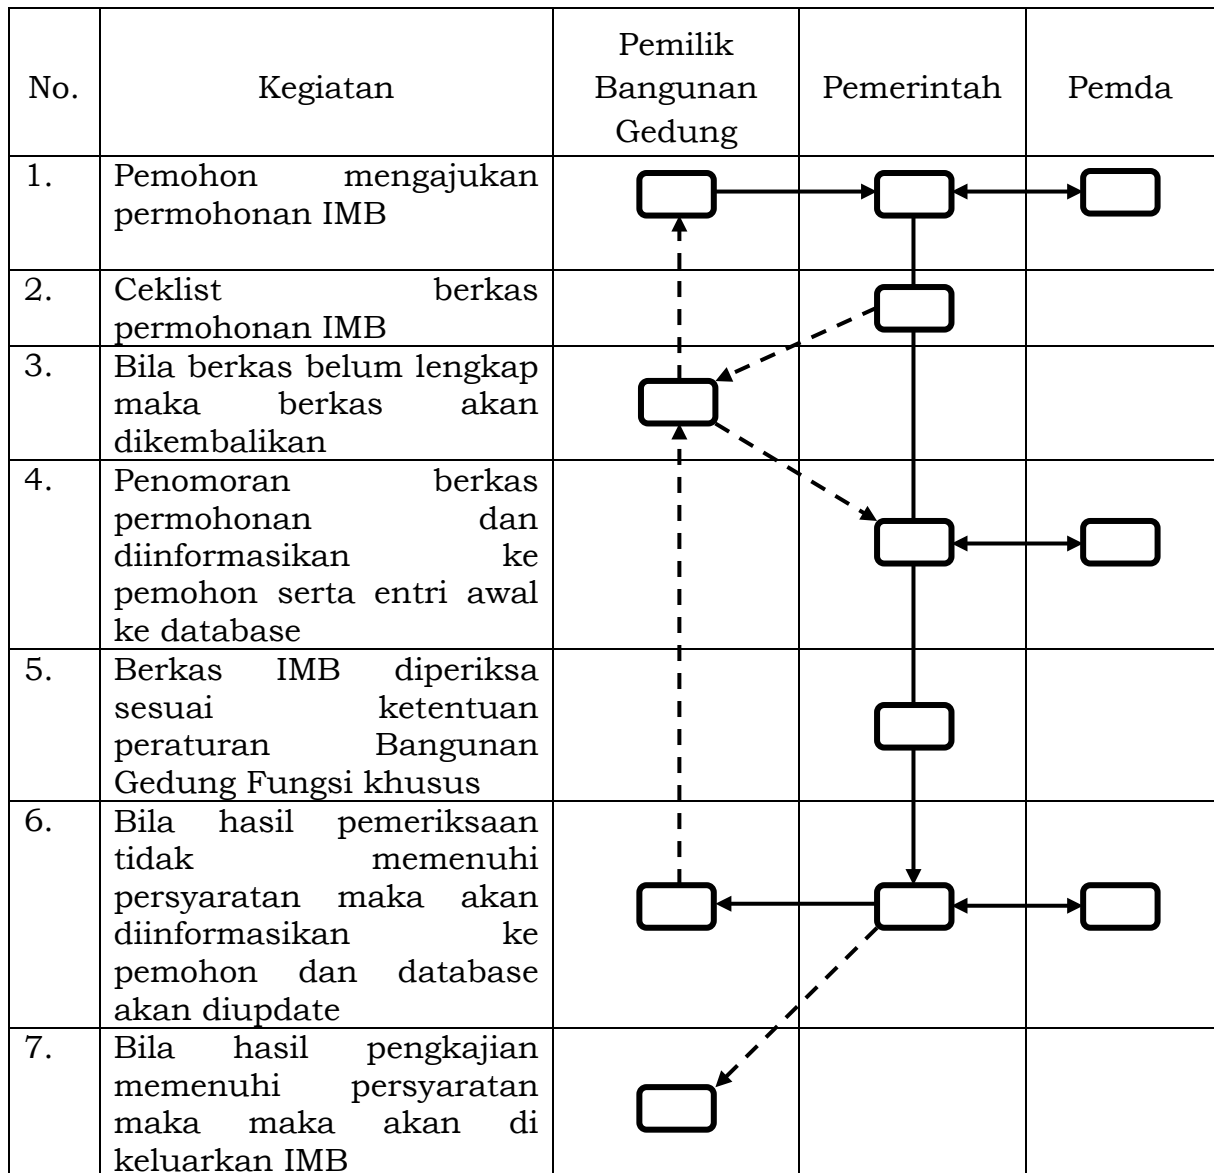 No.
Kegiatan
Pemilik
Bangunan
Gedung
Pemerintah
Pemda
1.
Pemohon mengajukan
permohonan IMB
2.
Ceklist berkas
permohonan IMB
3.
Bila berkas belum lengkap
maka berkas akan
dikembalikan
4.
Penomoran berkas
permohonan dan
diinformasikan ke
pemohon serta entri awal
ke database
5.
Berkas IMB diperiksa
sesuai ketentuan
peraturan Bangunan
Gedung Fungsi khusus
6.
Bila hasil pemeriksaan
tidak memenuhi
persyaratan maka akan
diinformasikan ke
pemohon dan database
akan diupdate
7.
Bila hasil pengkajian
memenuhi persyaratan
maka maka akan di
keluarkan IMB